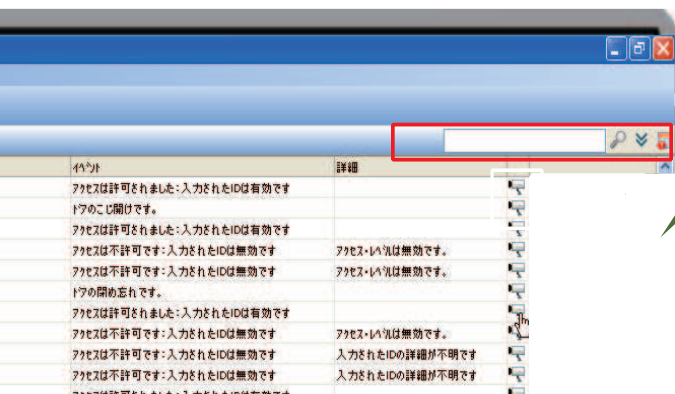 イベント 詳細
アクセスは許可されました:入力されたIDは有効です
ドアのこじ開けです。
アクセスは許可されました:入力されたIDは有効です
アクセスは不許可です:入力されたIDは無効です アクセス・レベルは無効です。
アクセスは不許可です:入力されたIDは無効です アクセス・レベルは無効です。
ドアの閉め忘れです。
アクセスは許可されました:入力されたIDは有効です
アクセスは不許可です:入力されたIDは無効です アクセス・レベルは無効です。
アクセスは不許可です:入力されたIDは無効です 入力されたIDの詳細が不明です
アクセスは不許可です:入力されたIDは無効です 入力されたIDの詳細が不明です